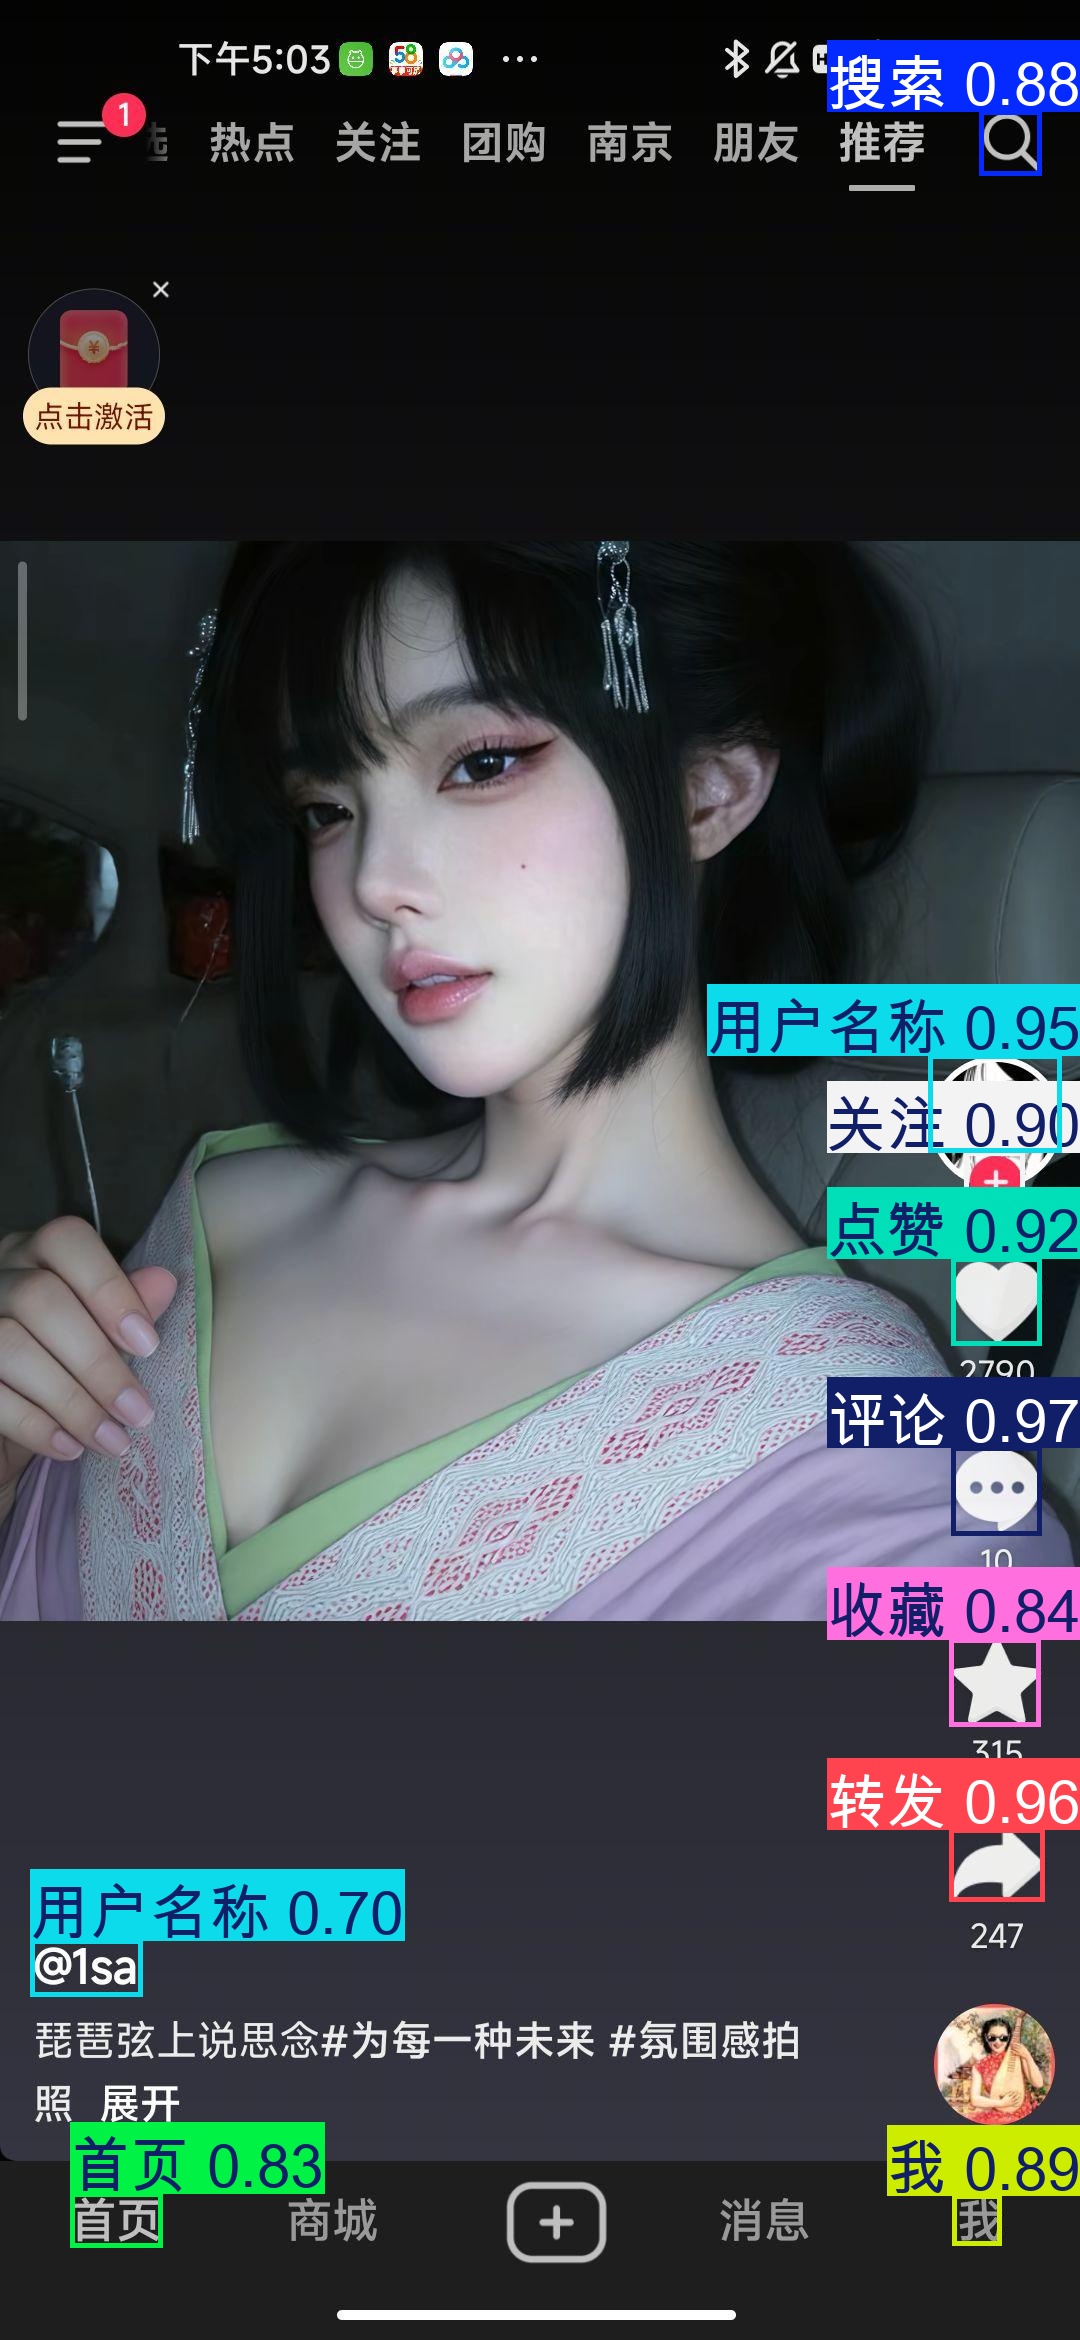 下午5:03
搜索 0.88
1
热点 关注 团购 南京 朋友 推荐
点击激活
用户名称 0.95
关注 0.90
点赞 0.92
2790
评论 0.97
10
收藏 0.84
315
转发 0.96
247
用户名称 0.70
@1sa
琵琶弦上说思念#为每一种未来 #氛围感拍
照 展开
首页 0.83
我 0.89
首页 商城 消息 我